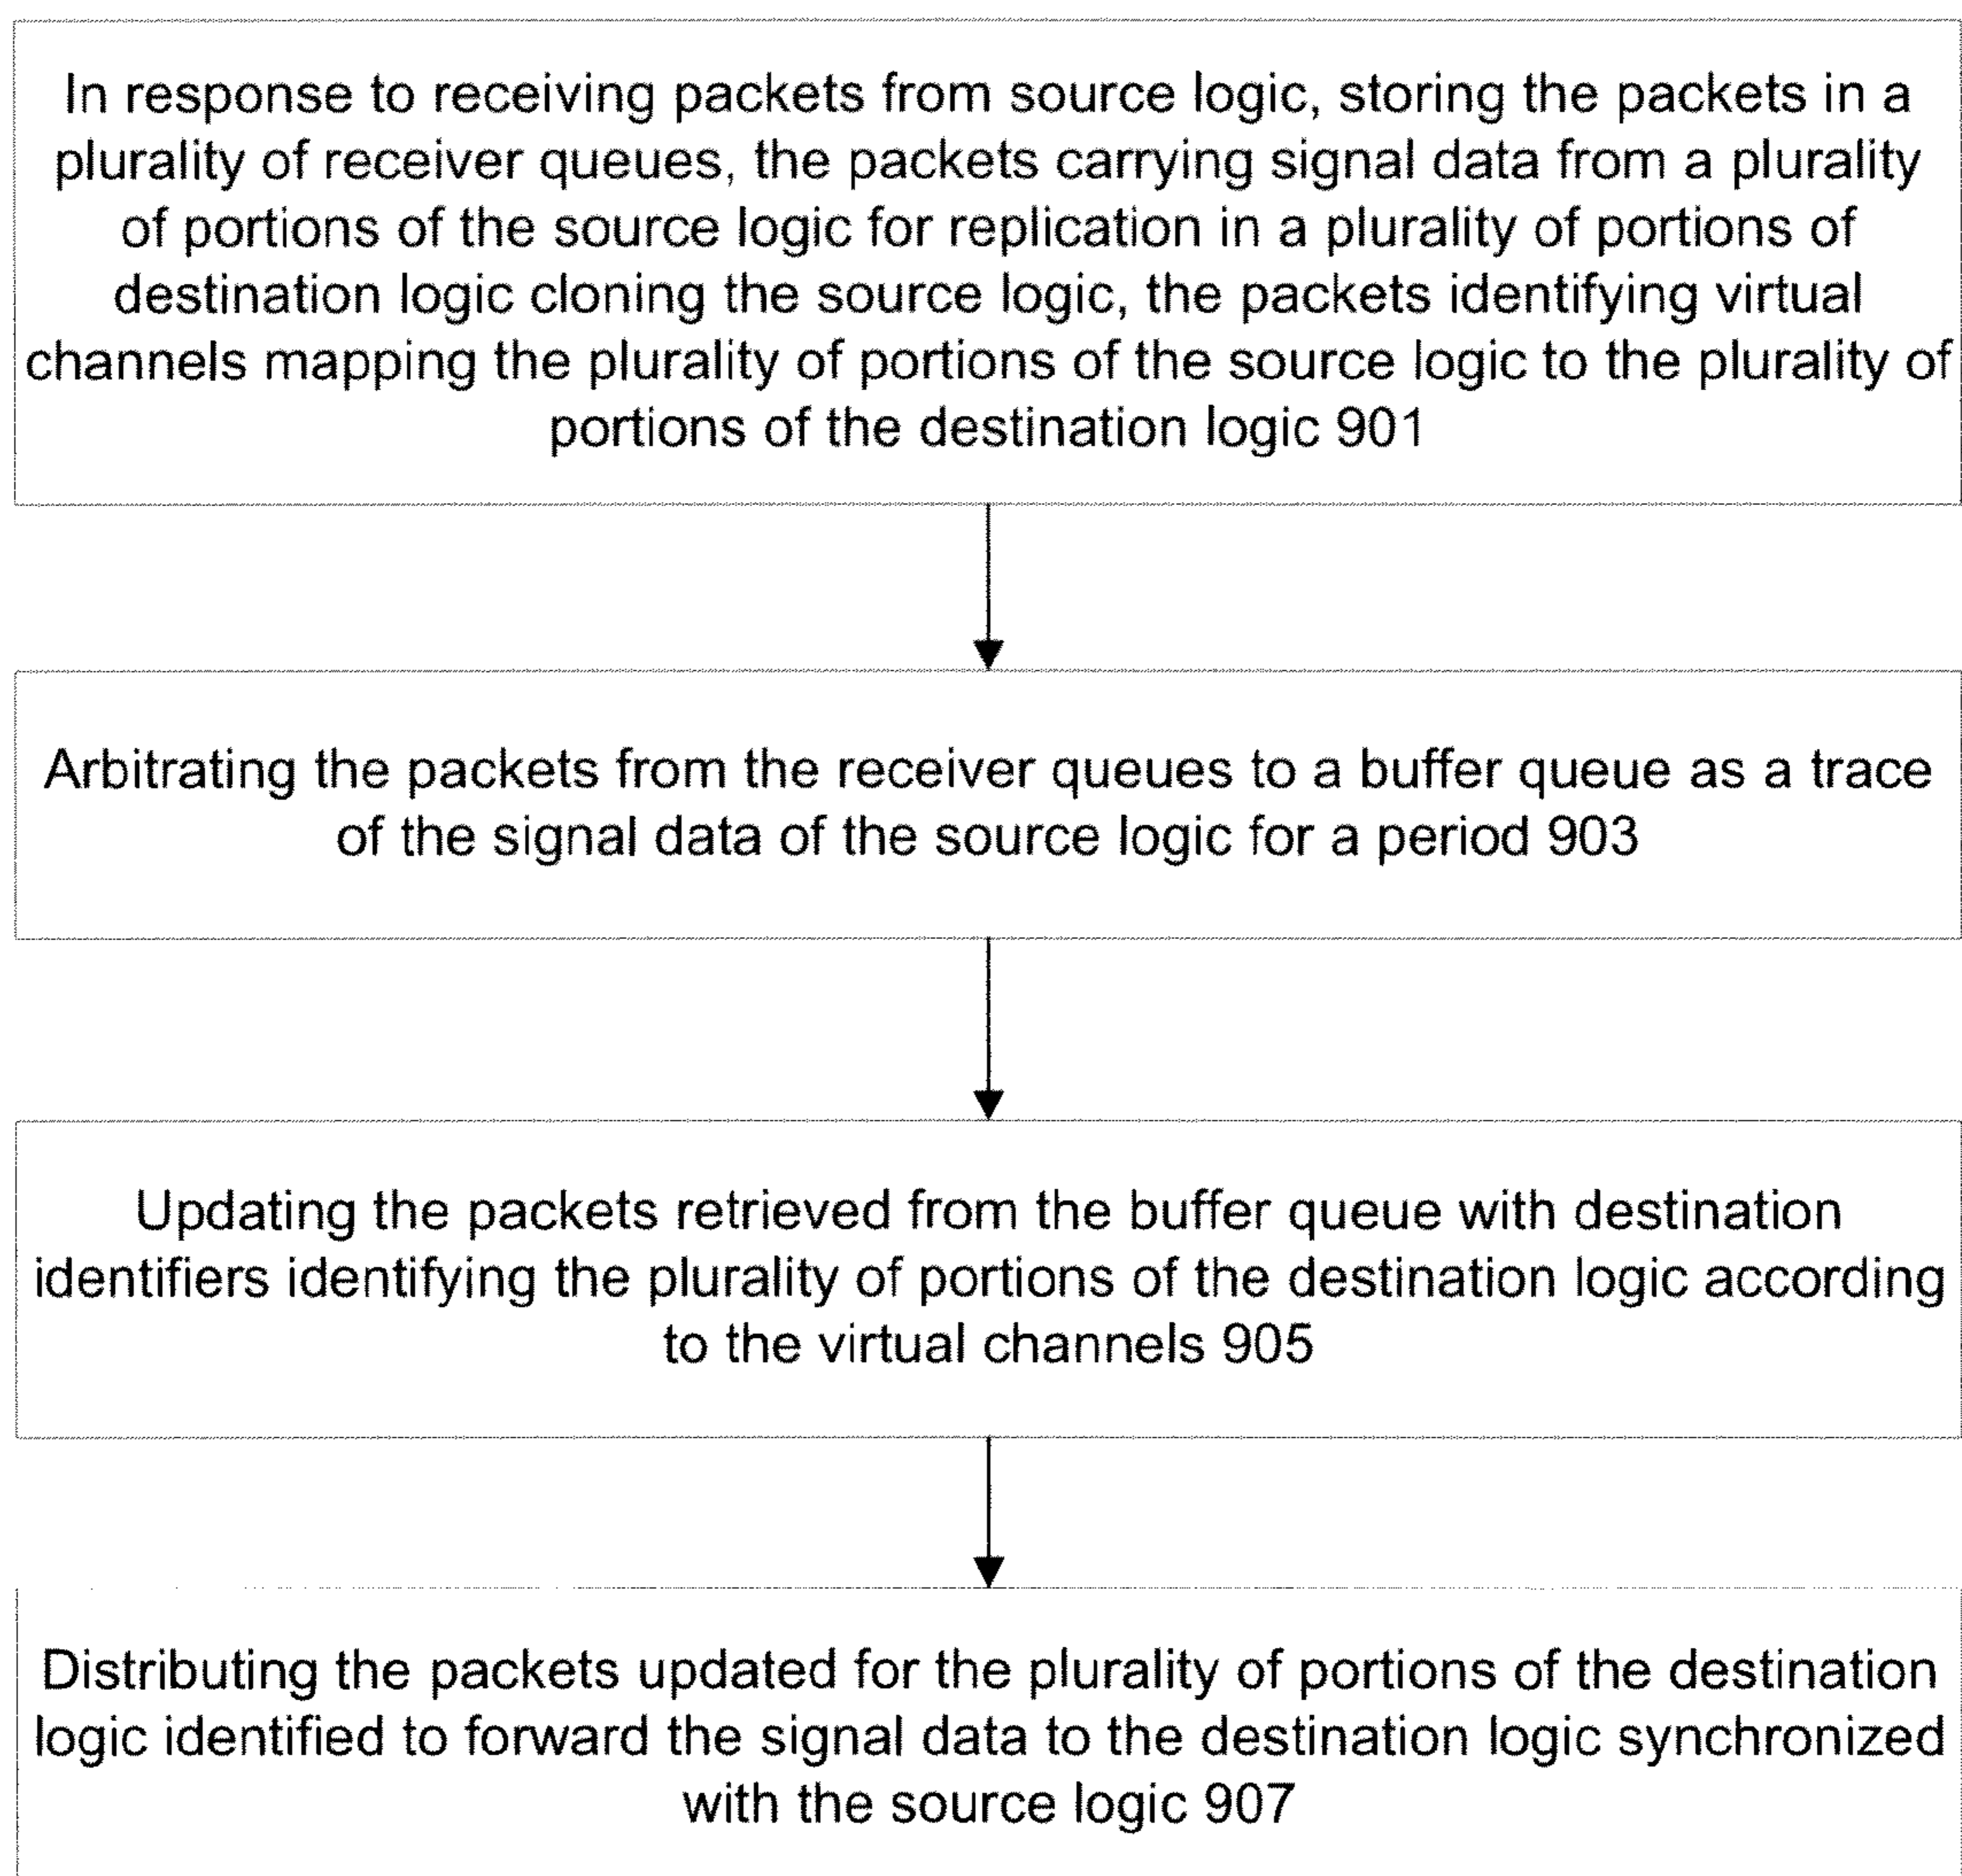 In response to receiving packets from source logic, storing the packets in a
plurality of receiver queues, the packets carrying signal data from a plurality
of portions of the source logic for replication in a plurality of portions of
destination logic cloning the source logic, the packets identifying virtual
channels mapping the plurality of portions of the source logic to the plurality of
portions of the destination logic 901
Arbitrating the packets from the receiver queues to a buffer queue as a trace
of the signal data of the source logic for a period 903
Updating the packets retrieved from the buffer queue with destination
identifiers identifying the plurality of portions of the destination logic according
to the virtual channels 905
Distributing the packets updated for the plurality of portions of the destination
logic identified to forward the signal data to the destination logic synchronized
with the source logic 907